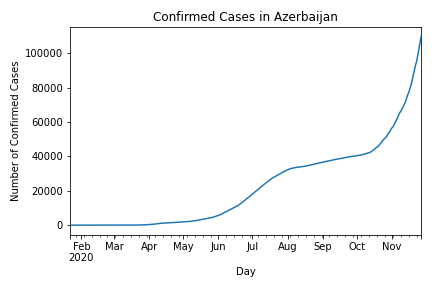 Confirmed Cases in Azerbaijan
Number of Confirmed Cases
100000
80000
60000
40000
20000
0
Feb Mar Apr May Jun Jul Aug Sep Oct Nov
2020
Day